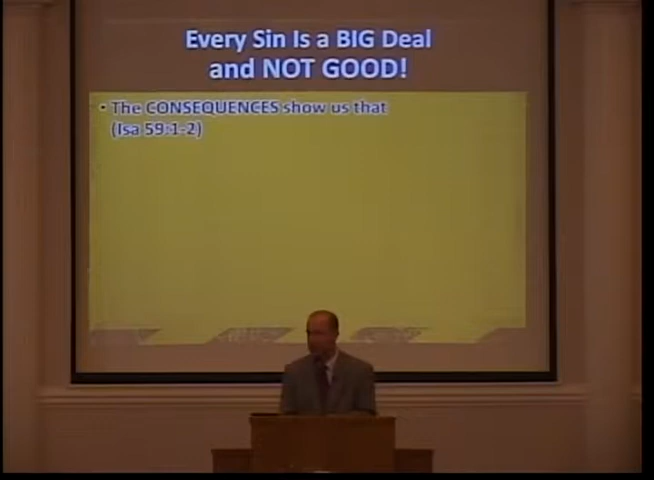 Every Sin Is a BIG Deal
and NOT GOOD!
• The CONSEQUENCES show us that
(Isa 59:1-2)